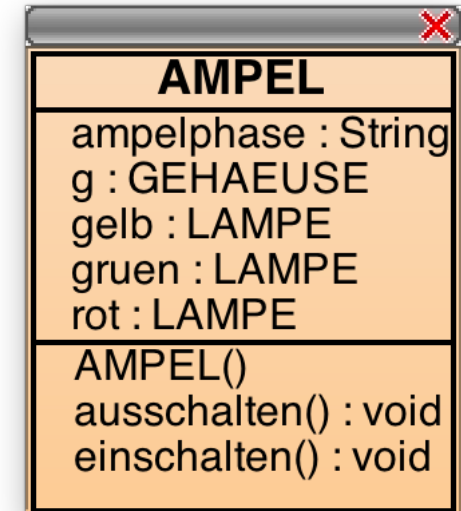 AMPEL
ampelphase : String
g : GEHAEUSE
gelb : LAMPE
gruen : LAMPE
rot : LAMPE
AMPEL()
ausschalten() : void
einschalten() : void